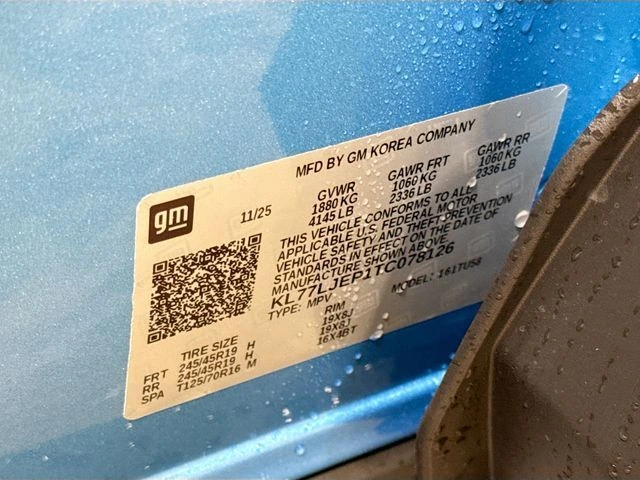 MFD BY GM KOREA COMPANY
gm
11/25
GVWR GAWR FRT GAWR RR
1880 KG 1060 KG 1060 KG
4145 LB 2336 LB 2336 LB
THIS VEHICLE CONFORMS TO ALL
APPLICABLE U.S. FEDERAL MOTOR
VEHICLE SAFETY AND THEFT PREVENTION
STANDARDS IN EFFECT ON THE DATE OF
MANUFACTURE SHOWN ABOVE.
KL77LJEP1TC078126
TYPE: MPV MODEL: 161TU58
TIRE SIZE RIM
FRT 245/45R19 H 19X8J
RR 245/45R19 H 19X8J
SPA T125/70R16 M 16X4BT